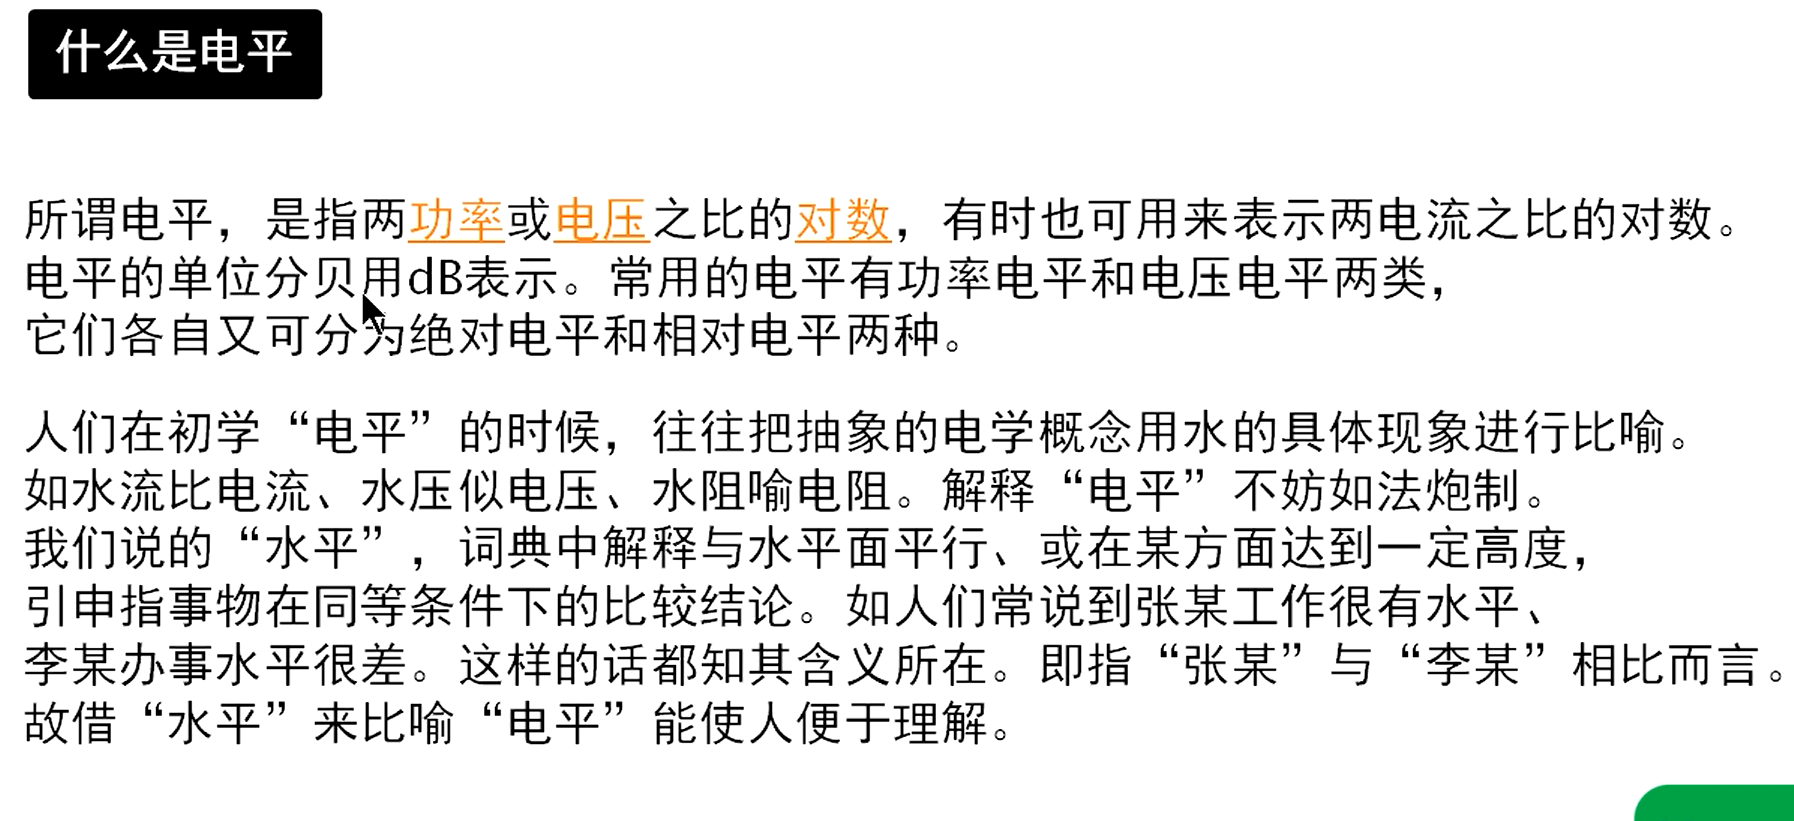 什么是电平
所谓电平，是指两功率或电压之比的对数，有时也可用来表示两电流之比的对数。
电平的单位分贝用dB表示。常用的电平有功率电平和电压电平两类，
它们各自又可分为绝对电平和相对电平两种。
人们在初学“电平”的时候，往往把抽象的电学概念用水的具体现象进行比喻。
如水流比电流、水压似电压、水阻喻电阻。解释“电平”不妨如法炮制。
我们说的“水平”，词典中解释与水平面平行、或在某方面达到一定高度，
引申指事物在同等条件下的比较结论。如人们常说到张某工作很有水平、
李某办事水平很差。这样的话都知其含义所在。即指“张某”与“李某”相比而言。
故借“水平”来比喻“电平”能使人便于理解。